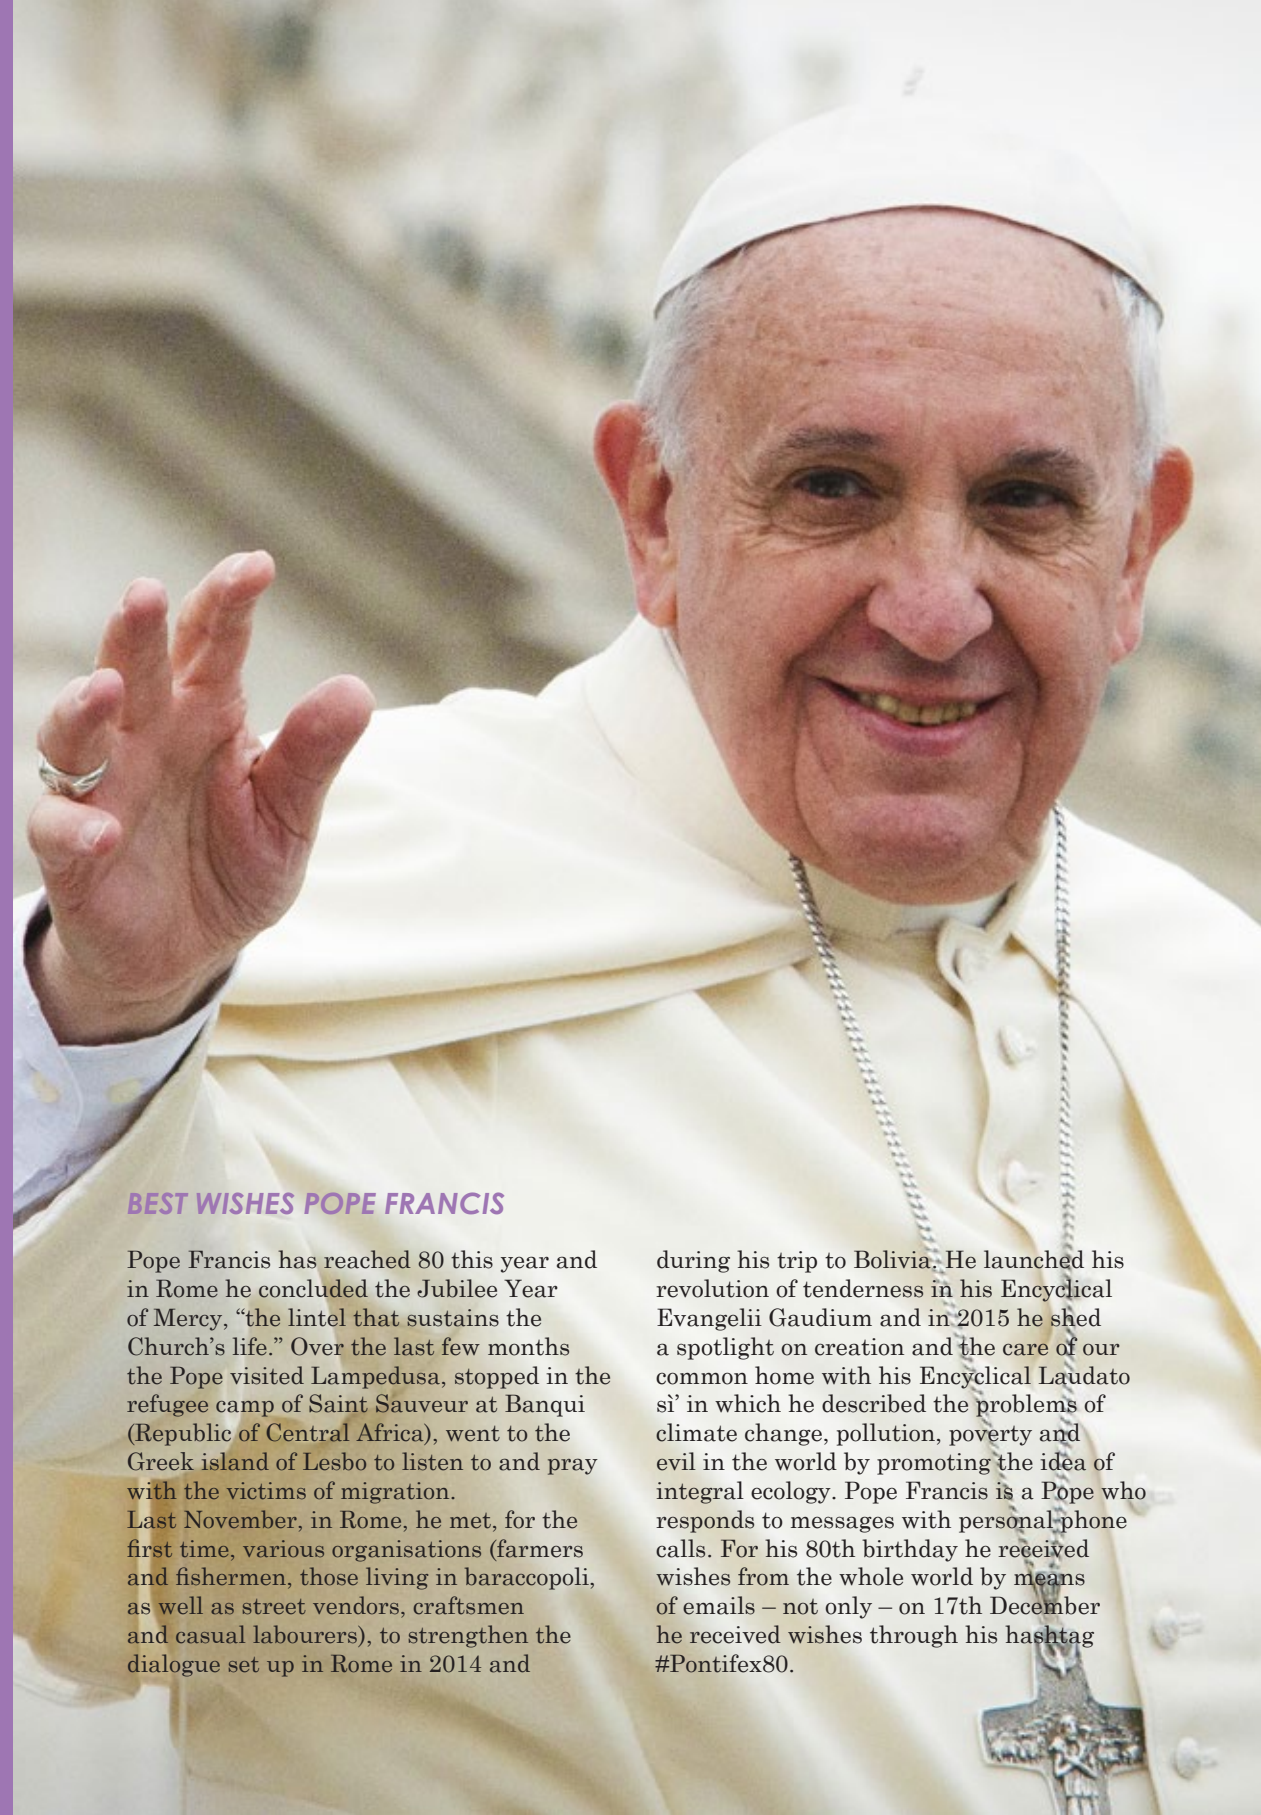 BEST WISHES POPE FRANCIS
Pope Francis has reached 80 this year and
in Rome he concluded the Jubilee Year
of Mercy, “the lintel that sustains the
Church’s life.” Over the last few months
the Pope visited Lampedusa, stopped in the
refugee camp of Saint Sauveur at Banqui
(Republic of Central Africa), went to the
Greek island of Lesbo to listen to and pray
with the victims of migration.
Last November, in Rome, he met, for the
first time, various organisations (farmers
and fishermen, those living in baraccopoli,
as well as street vendors, craftsmen
and casual labourers), to strengthen the
dialogue set up in Rome in 2014 and
during his trip to Bolivia. He launched his
revolution of tenderness in his Encyclical
Evangelii Gaudium and in 2015 he shed
a spotlight on creation and the care of our
common home with his Encyclical Laudato
sì’ in which he described the problems of
climate change, pollution, poverty and
evil in the world by promoting the idea of
integral ecology. Pope Francis is a Pope who
responds to messages with personal phone
calls. For his 80th birthday he received
wishes from the whole world by means
of emails – not only – on 17th December
he received wishes through his hashtag
#Pontifex80.